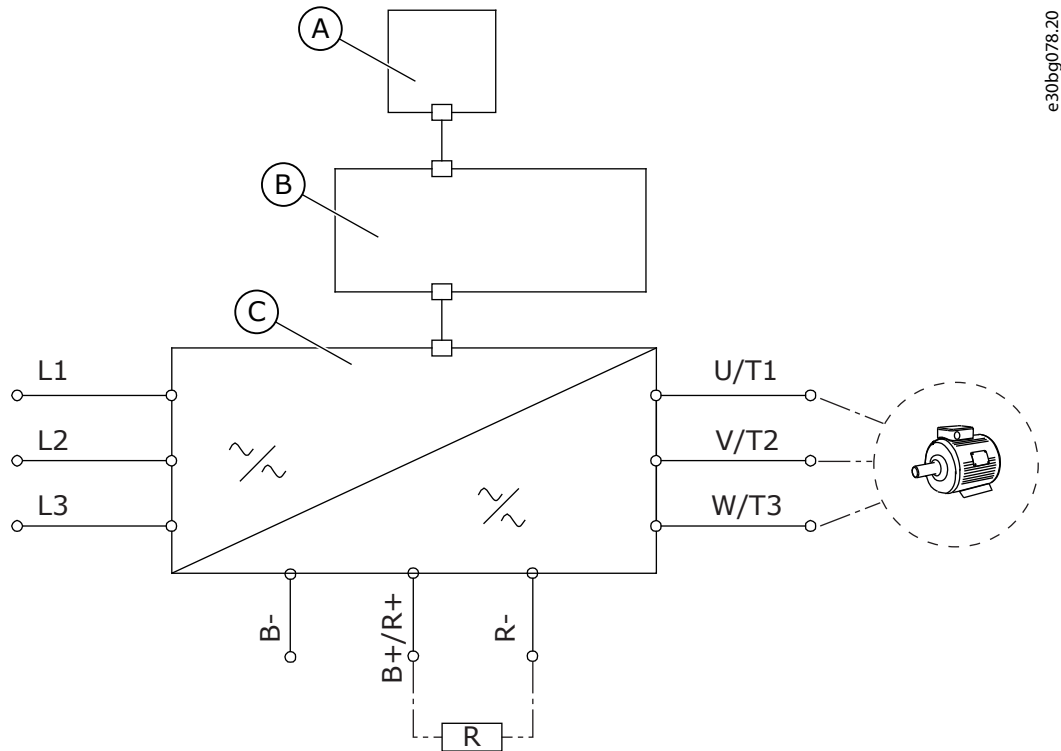 A
e30bg078.20
B
C
L1
U/T1
L2
V/T2
L3
W/T3
B-
B+/R+
R-
R